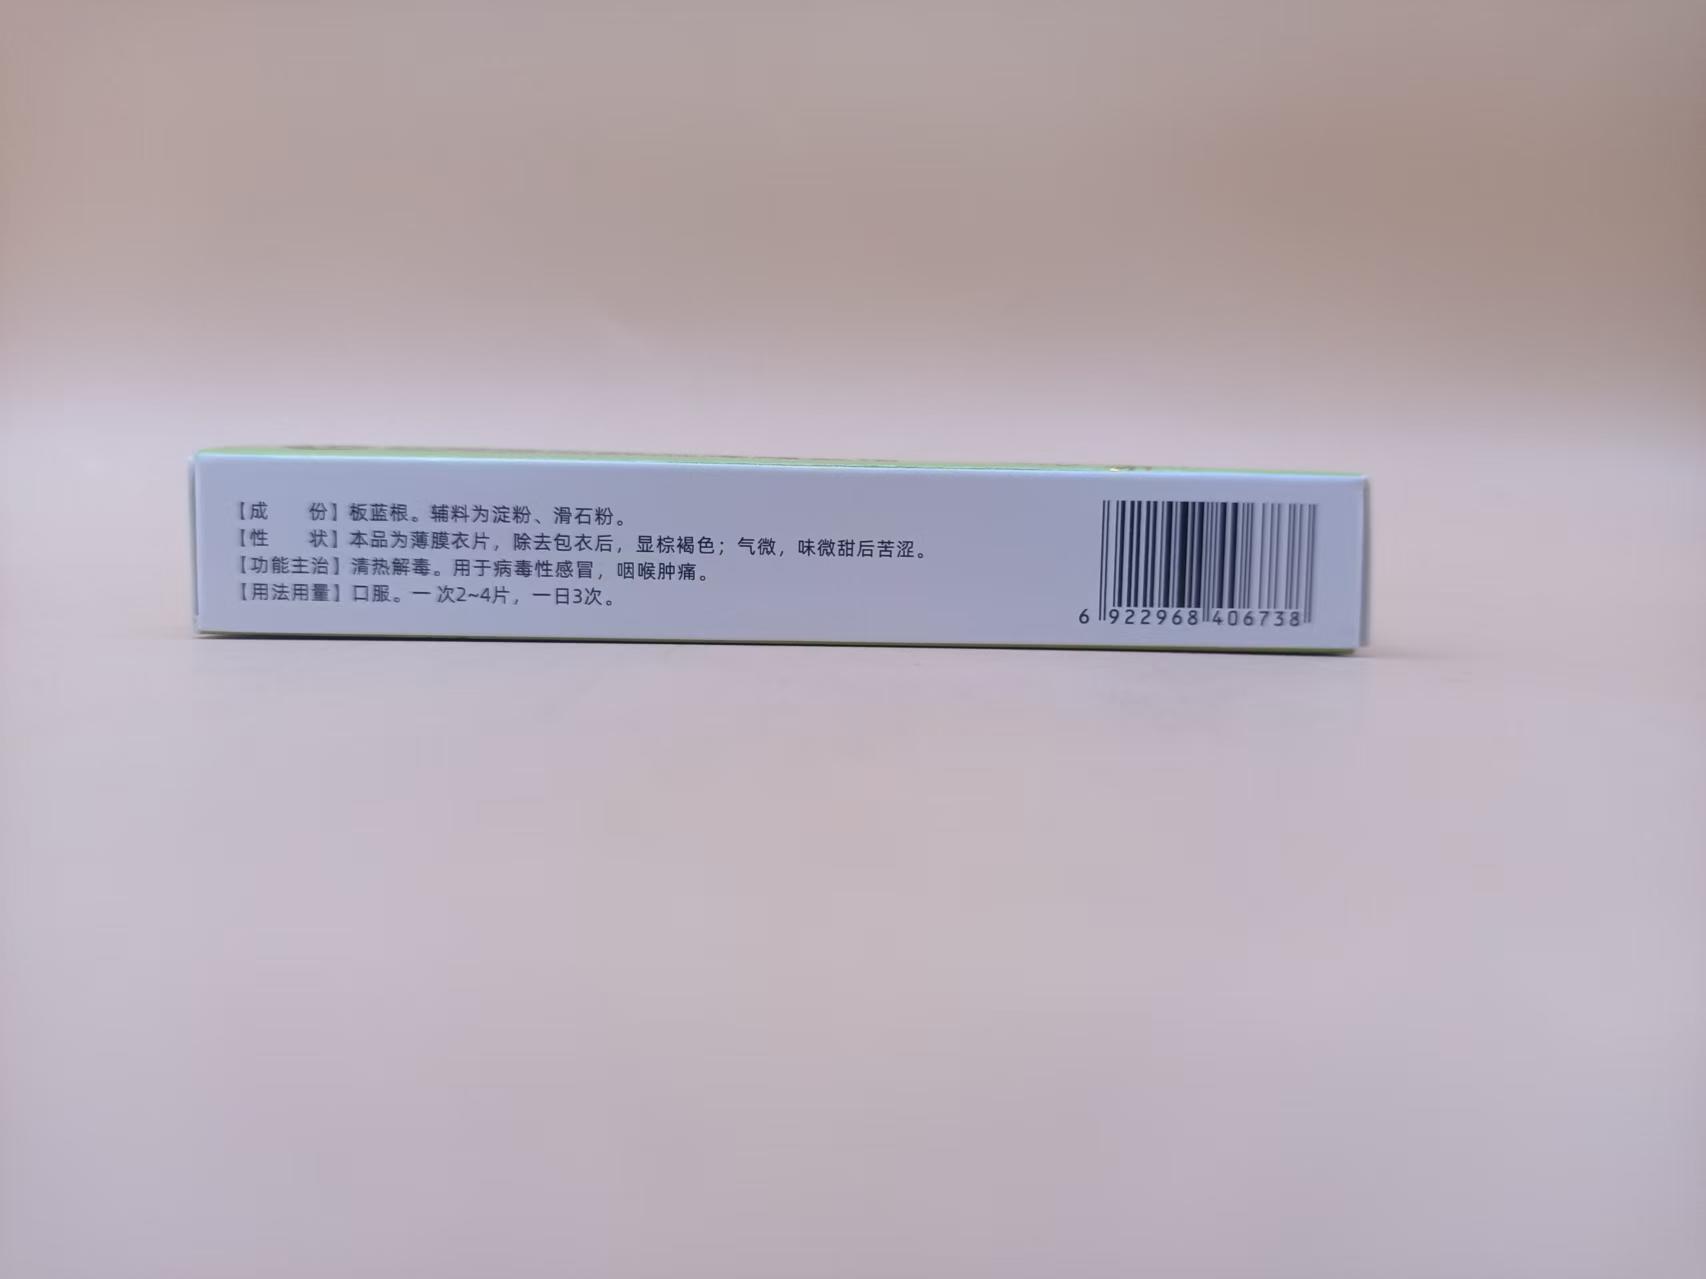 【成　　份】板蓝根。辅料为淀粉、滑石粉。
【性　　状】本品为薄膜衣片，除去包衣后，显棕褐色；气微，味微甜后苦涩。
【功能主治】清热解毒。用于病毒性感冒，咽喉肿痛。
【用法用量】口服。一次2~4片，一日3次。
6 922968 406738